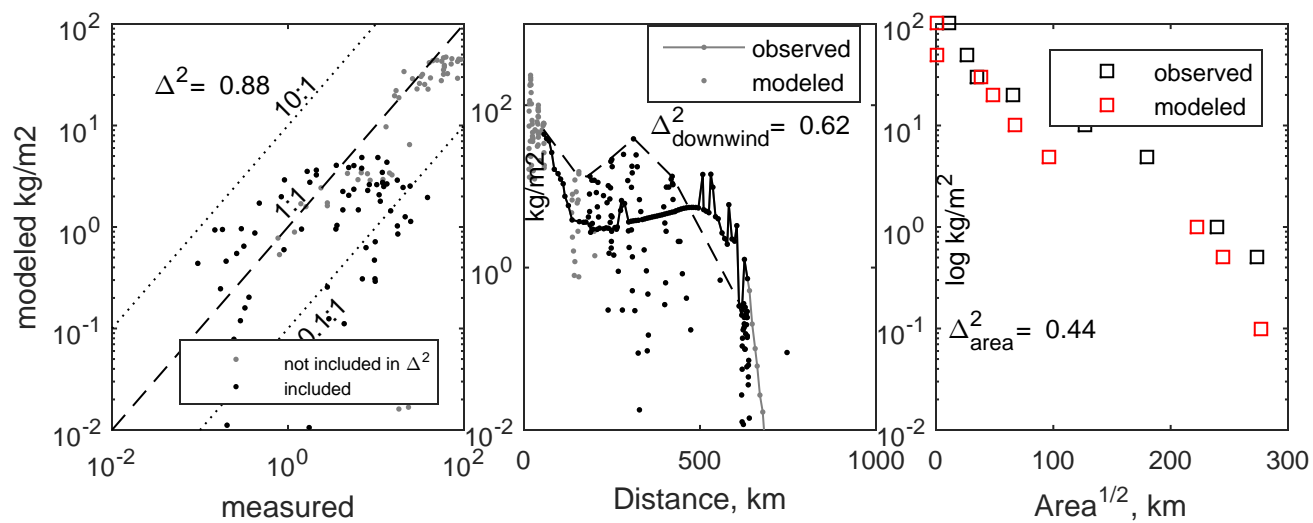 10^2
10^1
10^0
10^-1
10^-2
modeled kg/m2
Δ^2= 0.88
10:1
1:1
0.1:1
not included in Δ^2
included
10^-2
10^0
10^2
measured
10^2
10^0
10^-2
kg/m2
observed
modeled
Δ^2_downwind= 0.62
0
500
1000
Distance, km
10^2
10^1
10^0
10^-1
10^-2
log kg/m^2
observed
modeled
Δ^2_area= 0.44
0
100
200
300
Area^1/2, km